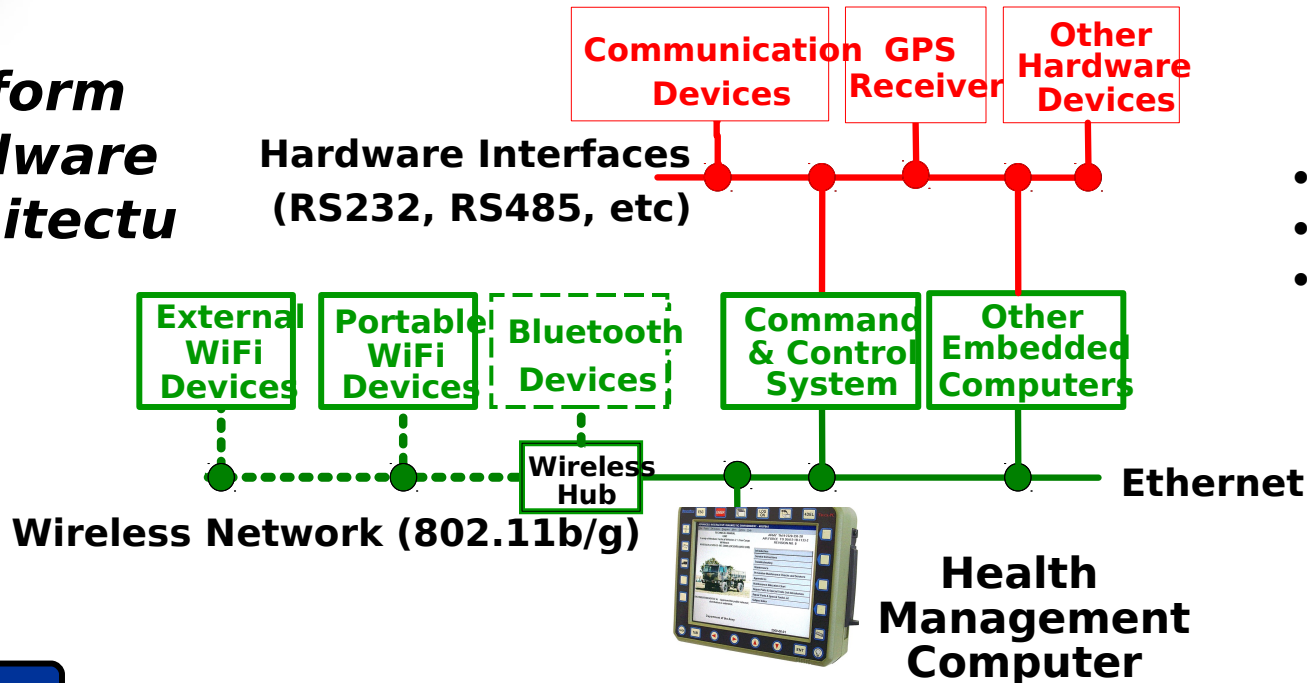 form
lware
itectu
Communication
Devices
GPS
Receiver
Other
Hardware
Devices
Hardware Interfaces
(RS232, RS485, etc)
External
WiFi
Devices
Portable
WiFi
Devices
Bluetooth
Devices
Command
& Control
System
Other
Embedded
Computers
Wireless
Hub
Ethernet
Wireless Network (802.11b/g)
Health
Management
Computer